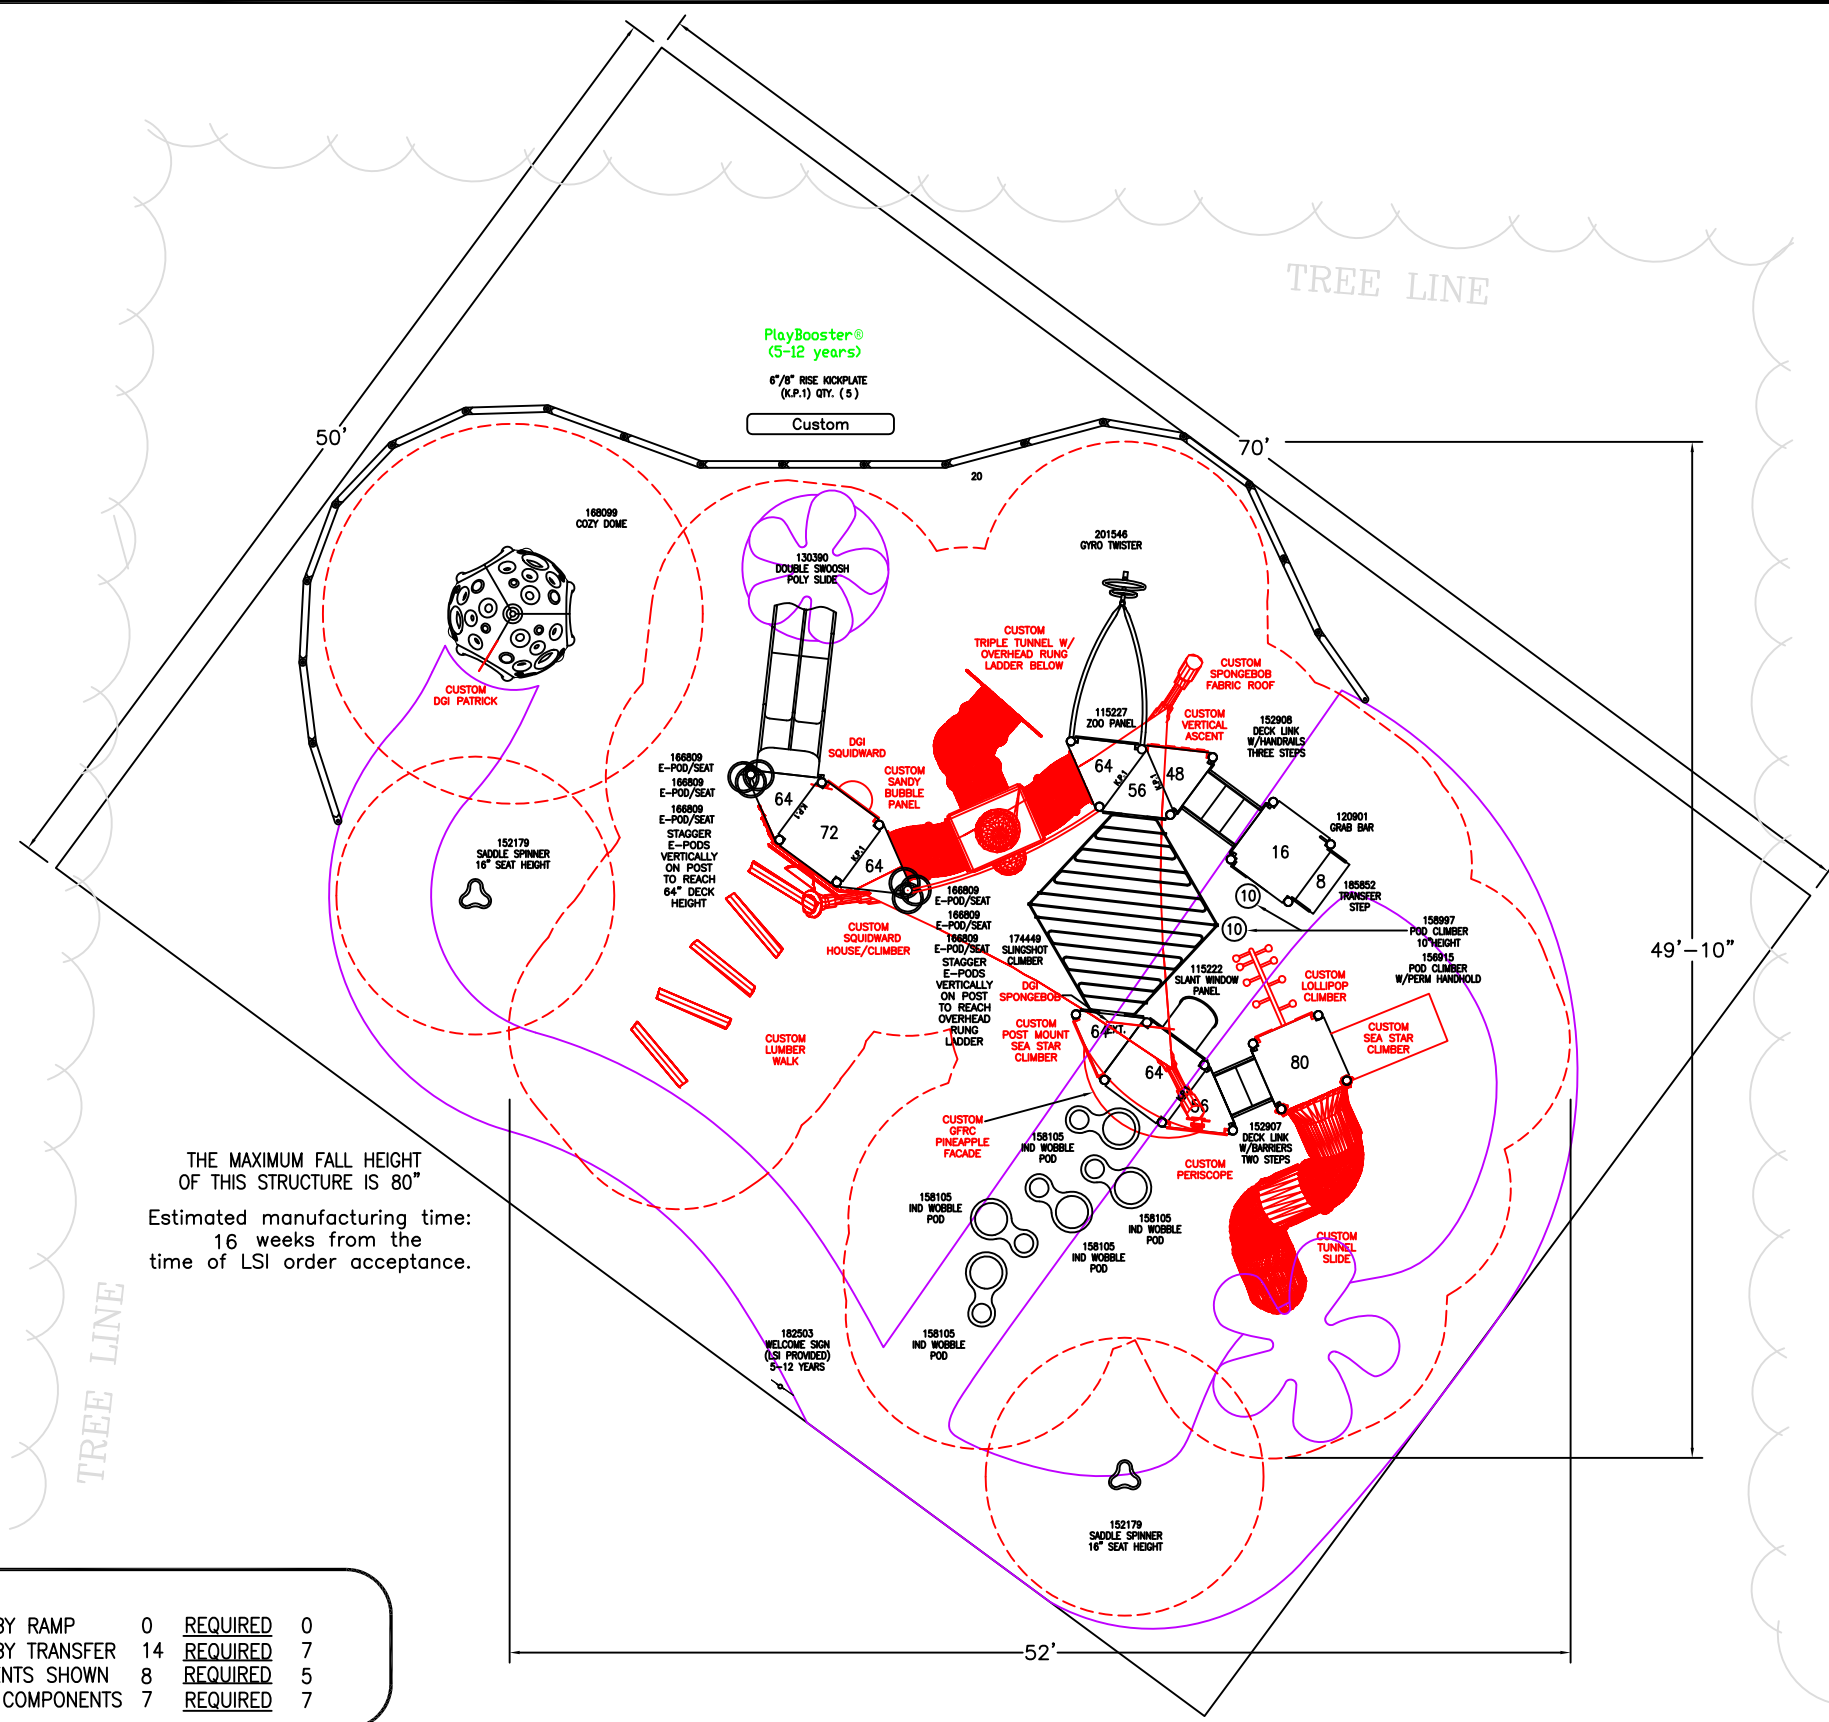 TREE LINE
PlayBooster®
(5-12 years)
6"/8" RISE KICKPLATE
(K.P.1) QTY. ( 5 )
Custom
50'
70'
20
168099
COZY DOME
130390
DOUBLE SWOOSH
POLY SLIDE
201546
GYRO TWISTER
CUSTOM
TRIPLE TUNNEL W/
OVERHEAD RUNG
LADDER BELOW
CUSTOM
SPONGEBOB
FABRIC ROOF
CUSTOM
DGI PATRICK
115227
ZOO PANEL
CUSTOM
VERTICAL
ASCENT
152908
DECK LINK
W/HANDRAILS
THREE STEPS
DGI
SQUIDWARD
CUSTOM
SANDY
BUBBLE
PANEL
166809
E-POD/SEAT
166809
E-POD/SEAT
166809
E-POD/SEAT
STAGGER
E-PODS
VERTICALLY
ON POST
TO REACH
64" DECK
HEIGHT
64
K.P.1
72
K.P.1
64
64
K.P.1
56
K.P.1
48
120901
GRAB BAR
16
8
185852
TRANSFER
STEP
152179
SADDLE SPINNER
16" SEAT HEIGHT
10
10
158997
POD CLIMBER
10"HEIGHT
156915
POD CLIMBER
W/PERM HANDHOLD
49'-10"
166809
E-POD/SEAT
166809
E-POD/SEAT
166809
E-POD/SEAT
STAGGER
E-PODS
VERTICALLY
ON POST
TO REACH
OVERHEAD
RUNG
LADDER
CUSTOM
SQUIDWARD
HOUSE/CLIMBER
174449
SLINGSHOT
CLIMBER
115222
SLANT WINDOW
PANEL
CUSTOM
LOLLIPOP
CLIMBER
DGI
SPONGEBOB
CUSTOM
POST MOUNT
SEA STAR
CLIMBER
64
EXT.
64
56
80
CUSTOM
SEA STAR
CLIMBER
CUSTOM
LUMBER
WALK
CUSTOM
GFRC
PINEAPPLE
FACADE
158105
IND WOBBLE
POD
152907
DECK LINK
W/BARRIERS
TWO STEPS
CUSTOM
PERISCOPE
158105
IND WOBBLE
POD
158105
IND WOBBLE
POD
158105
IND WOBBLE
POD
CUSTOM
TUNNEL
SLIDE
THE MAXIMUM FALL HEIGHT
OF THIS STRUCTURE IS 80"
Estimated manufacturing time:
16 weeks from the
time of LSI order acceptance.
TREE LINE
182503
WELCOME SIGN
(LSI PROVIDED)
5-12 YEARS
158105
IND WOBBLE
POD
152179
SADDLE SPINNER
16" SEAT HEIGHT
52'
BY RAMP 0 REQUIRED 0
BY TRANSFER 14 REQUIRED 7
NTS SHOWN 8 REQUIRED 5
COMPONENTS 7 REQUIRED 7